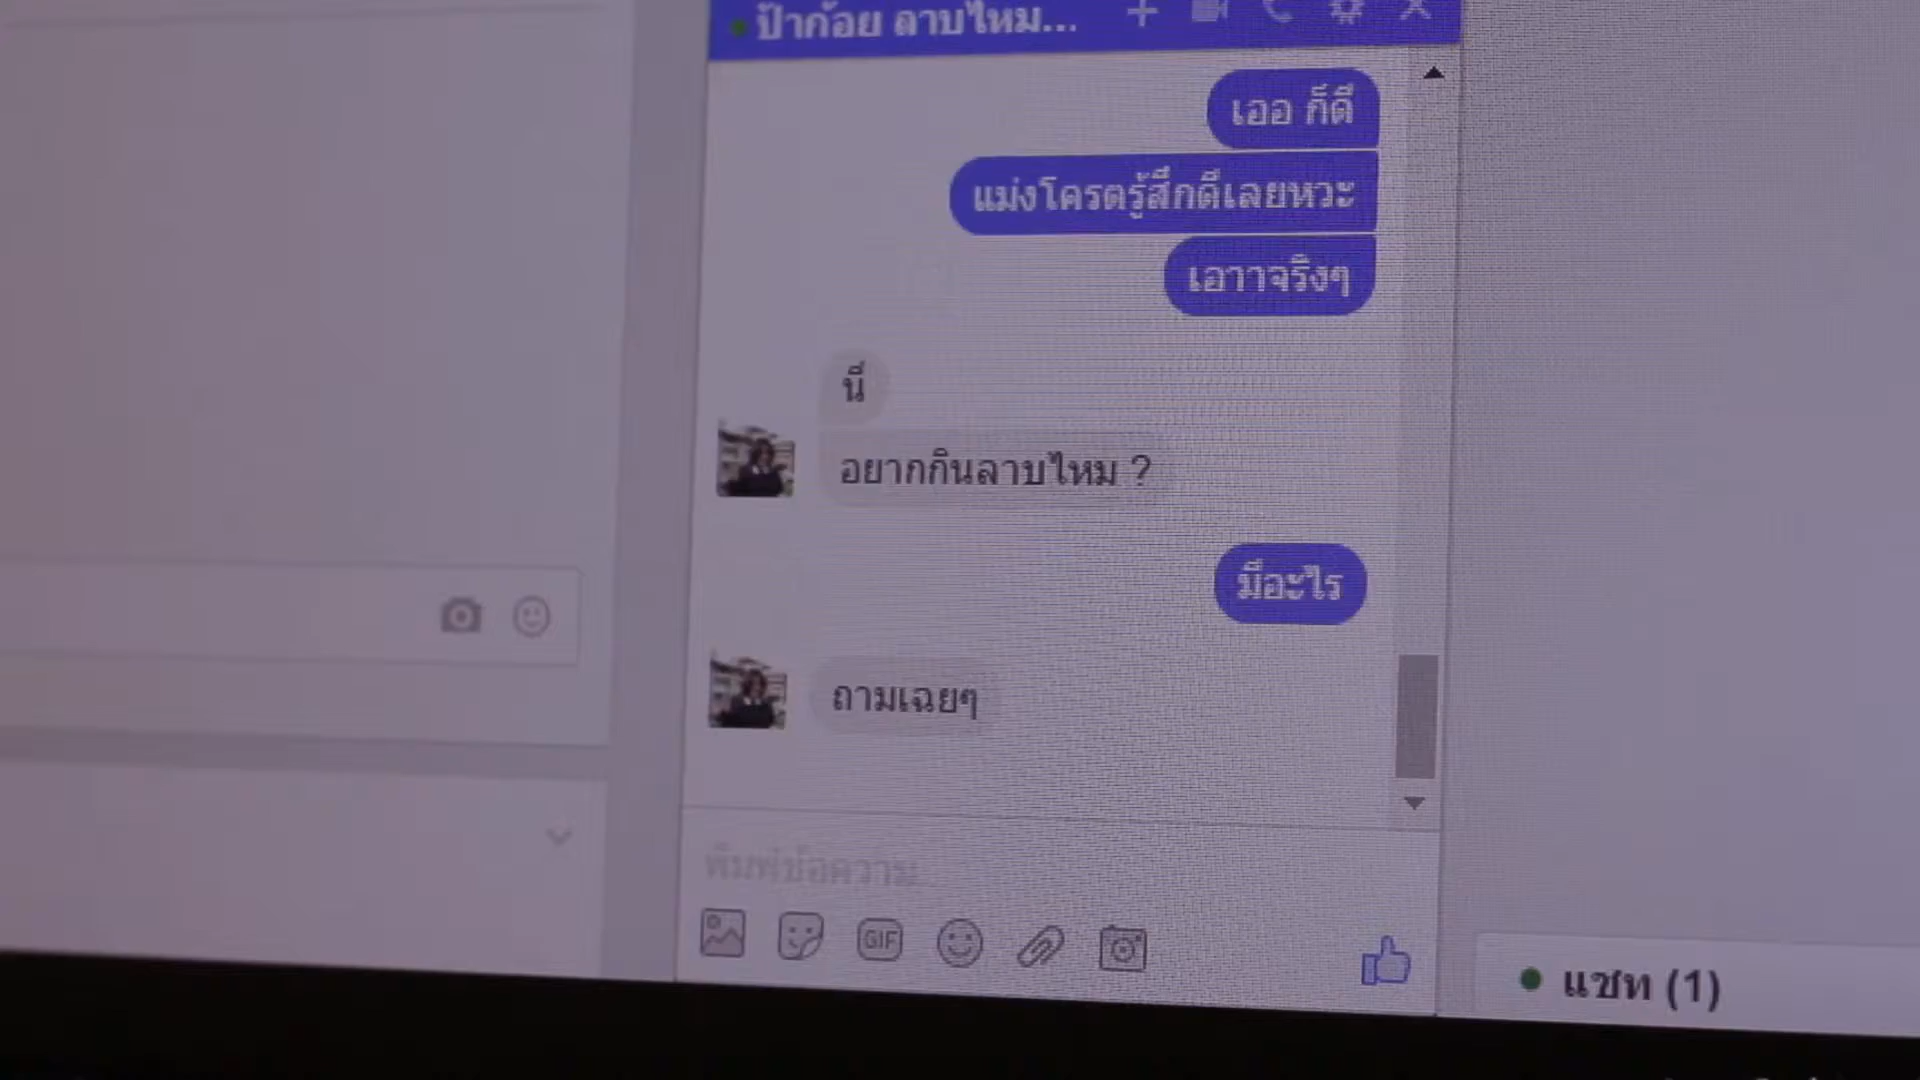 ป้าก้อย ลาบไหม...
เออ ก็ดี
แม่งโครตรู้สึกดีเลยหวะ
เอาาจริงๆ
นี่
อยากกินลาบไหม ?
มีอะไร
ถามเฉยๆ
พิมพ์ข้อความ...
GIF
แชท (1)